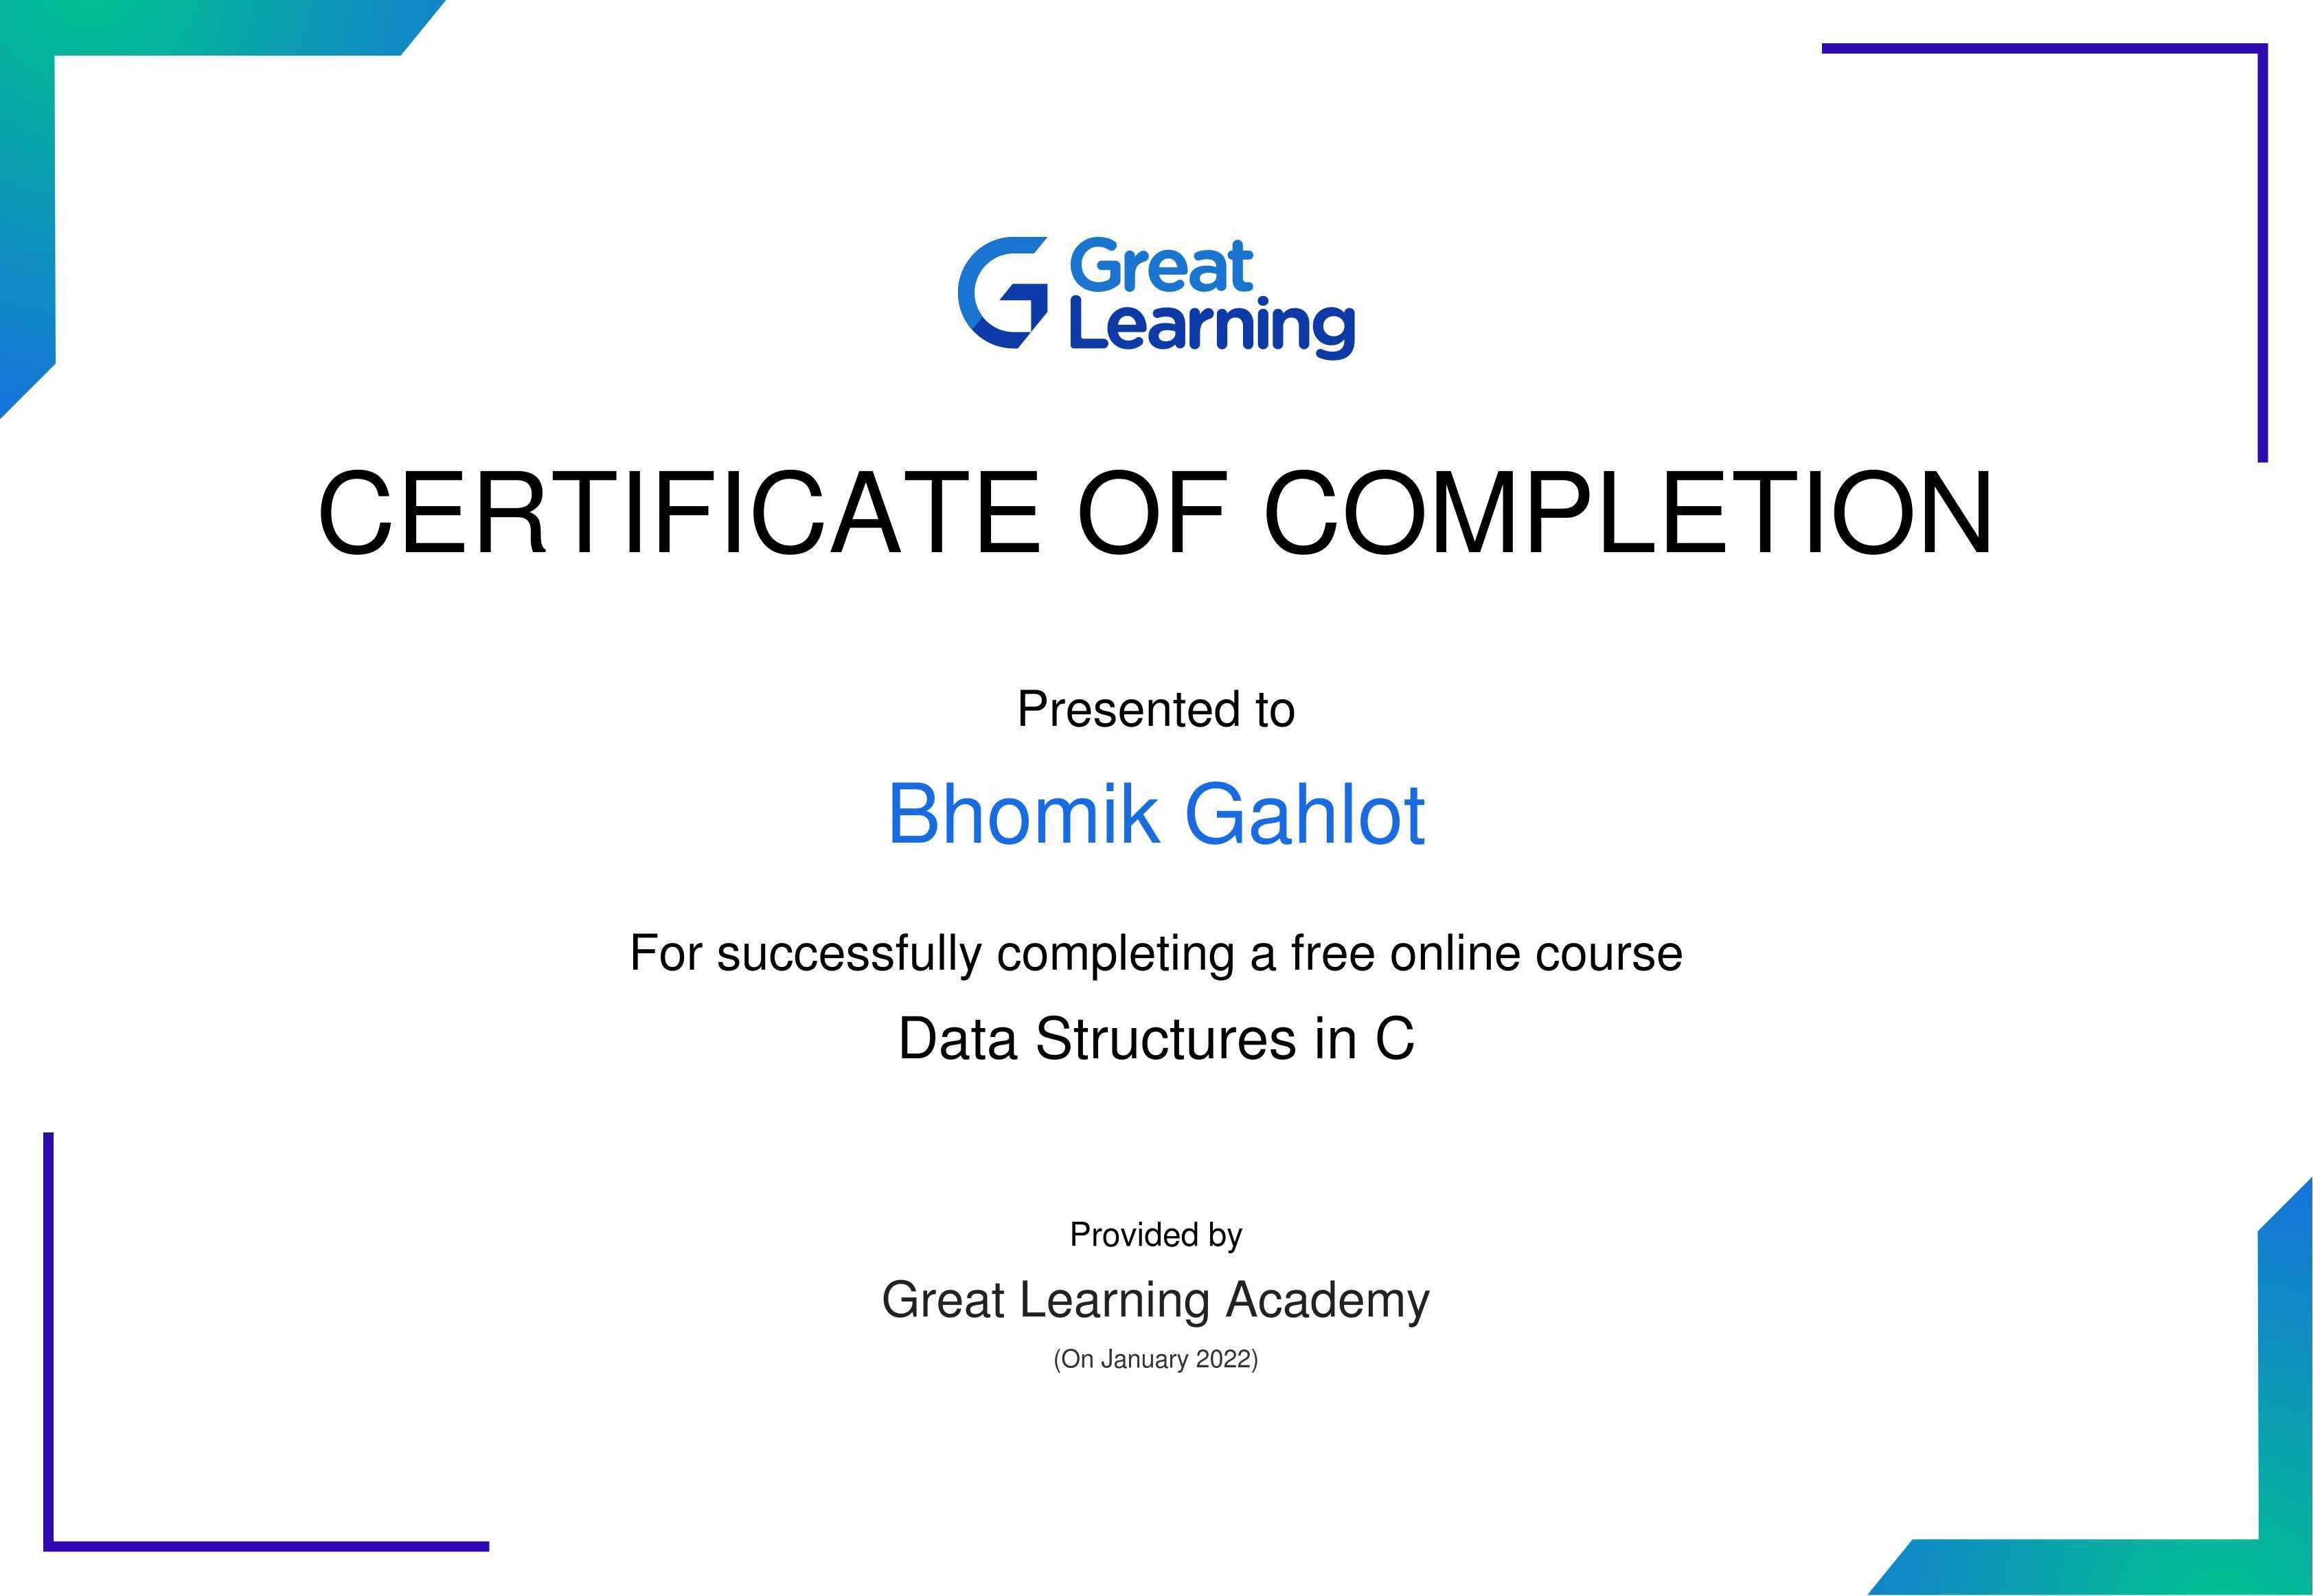 Great
Learning
CERTIFICATE OF COMPLETION
Presented to
Bhomik Gahlot
For successfully completing a free online course
Data Structures in C
Provided by
Great Learning Academy
(On January 2022)